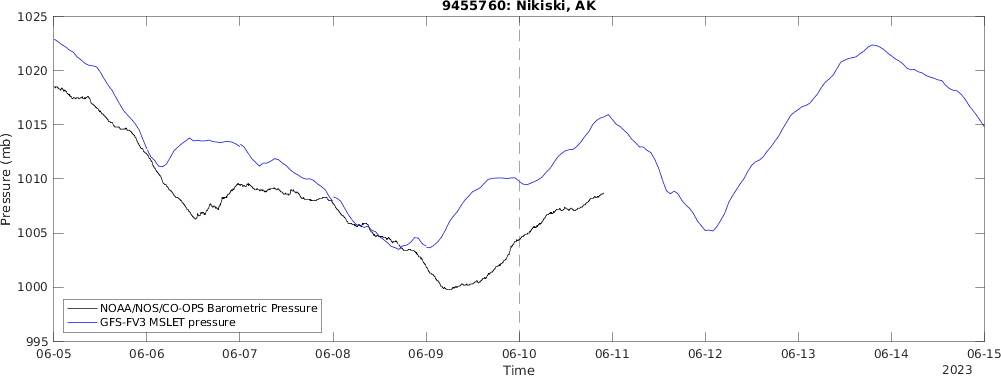 9455760: Nikiski, AK
Pressure (mb)
1025
1020
1015
1010
1005
1000
995
NOAA/NOS/CO-OPS Barometric Pressure
GFS-FV3 MSLET pressure
06-05 06-06 06-07 06-08 06-09 06-10 06-11 06-12 06-13 06-14 06-15
Time
2023